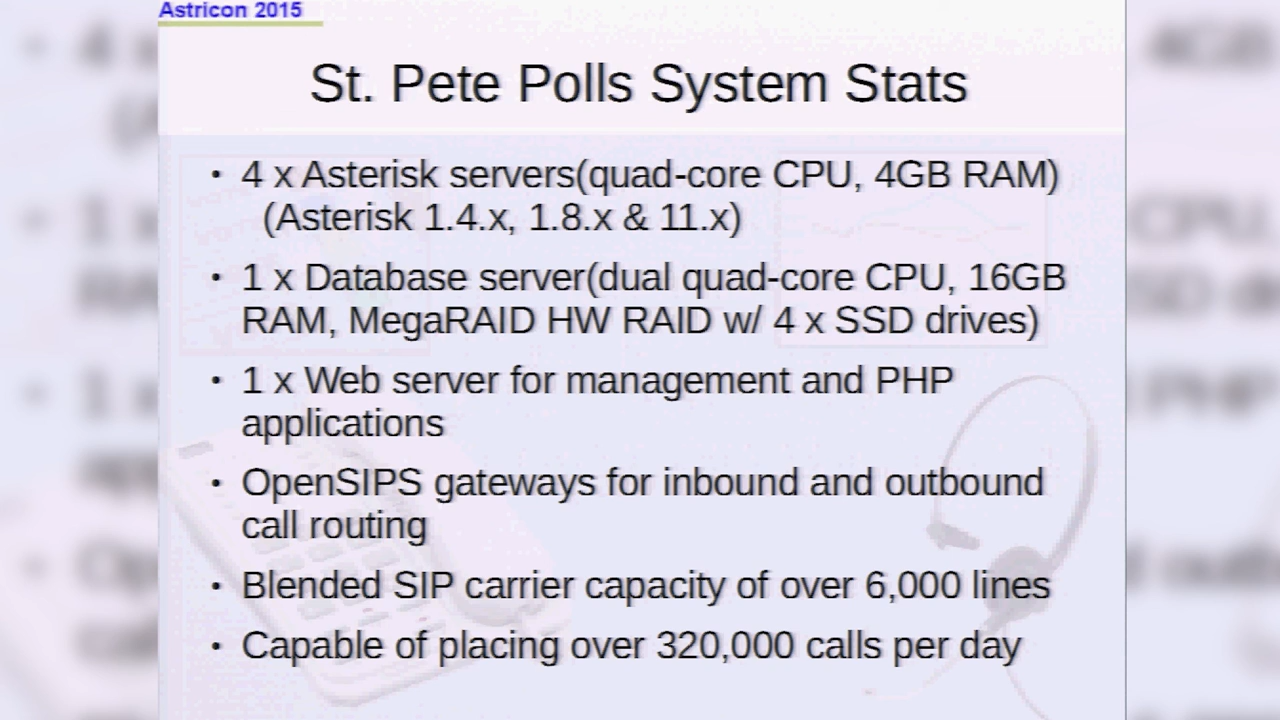 Astricon 2015
St. Pete Polls System Stats
• 4 x Asterisk servers(quad-core CPU, 4GB RAM)
(Asterisk 1.4.x, 1.8.x & 11.x)
• 1 x Database server(dual quad-core CPU, 16GB
RAM, MegaRAID HW RAID w/ 4 x SSD drives)
• 1 x Web server for management and PHP
applications
• OpenSIPS gateways for inbound and outbound
call routing
• Blended SIP carrier capacity of over 6,000 lines
• Capable of placing over 320,000 calls per day